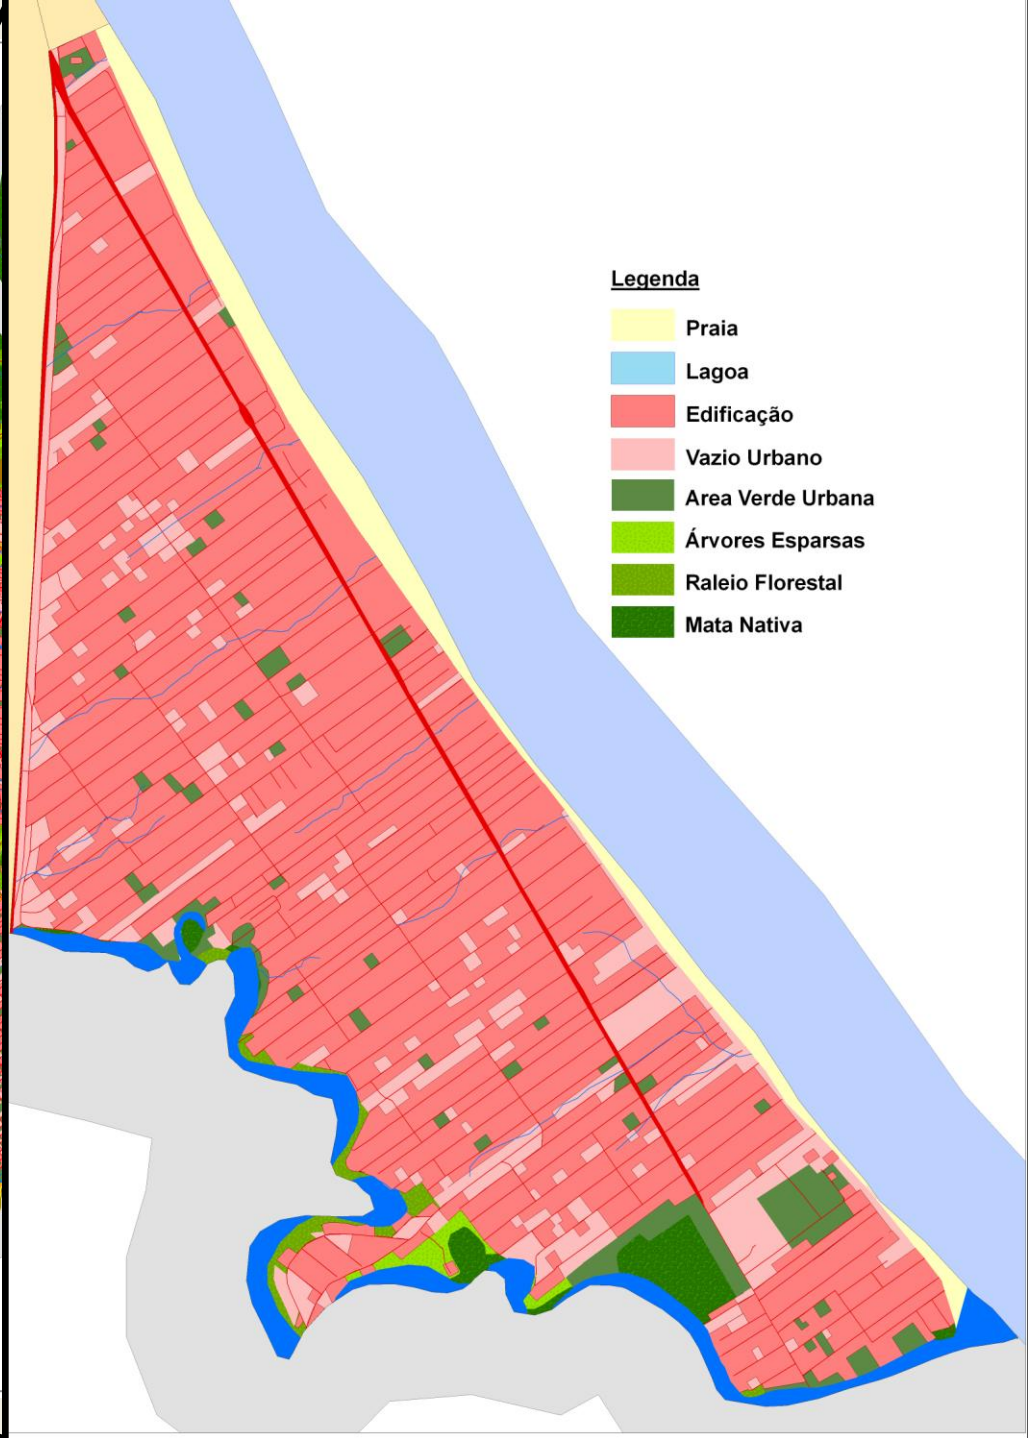 Legenda
Praia
Lagoa
Edificação
Vazio Urbano
Area Verde Urbana
Árvores Esparsas
Raleio Florestal
Mata Nativa